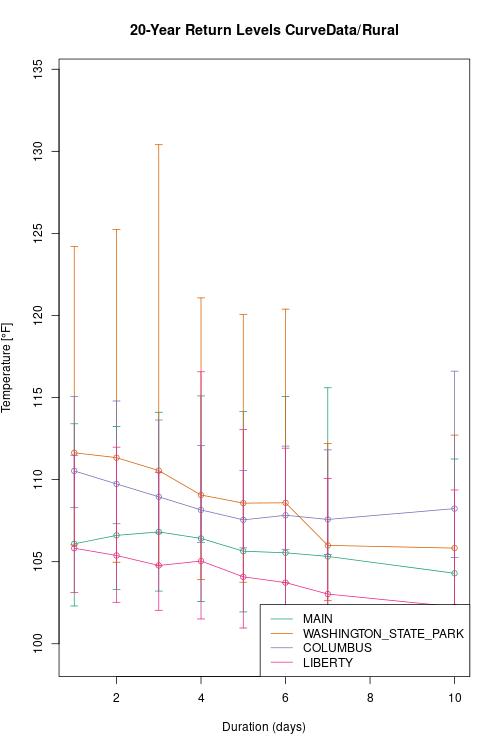 20-Year Return Levels CurveData/Rural
Temperature [°F]
135
130
125
120
115
110
105
100
MAIN
WASHINGTON_STATE_PARK
COLUMBUS
LIBERTY
2
4
6
8
10
Duration (days)